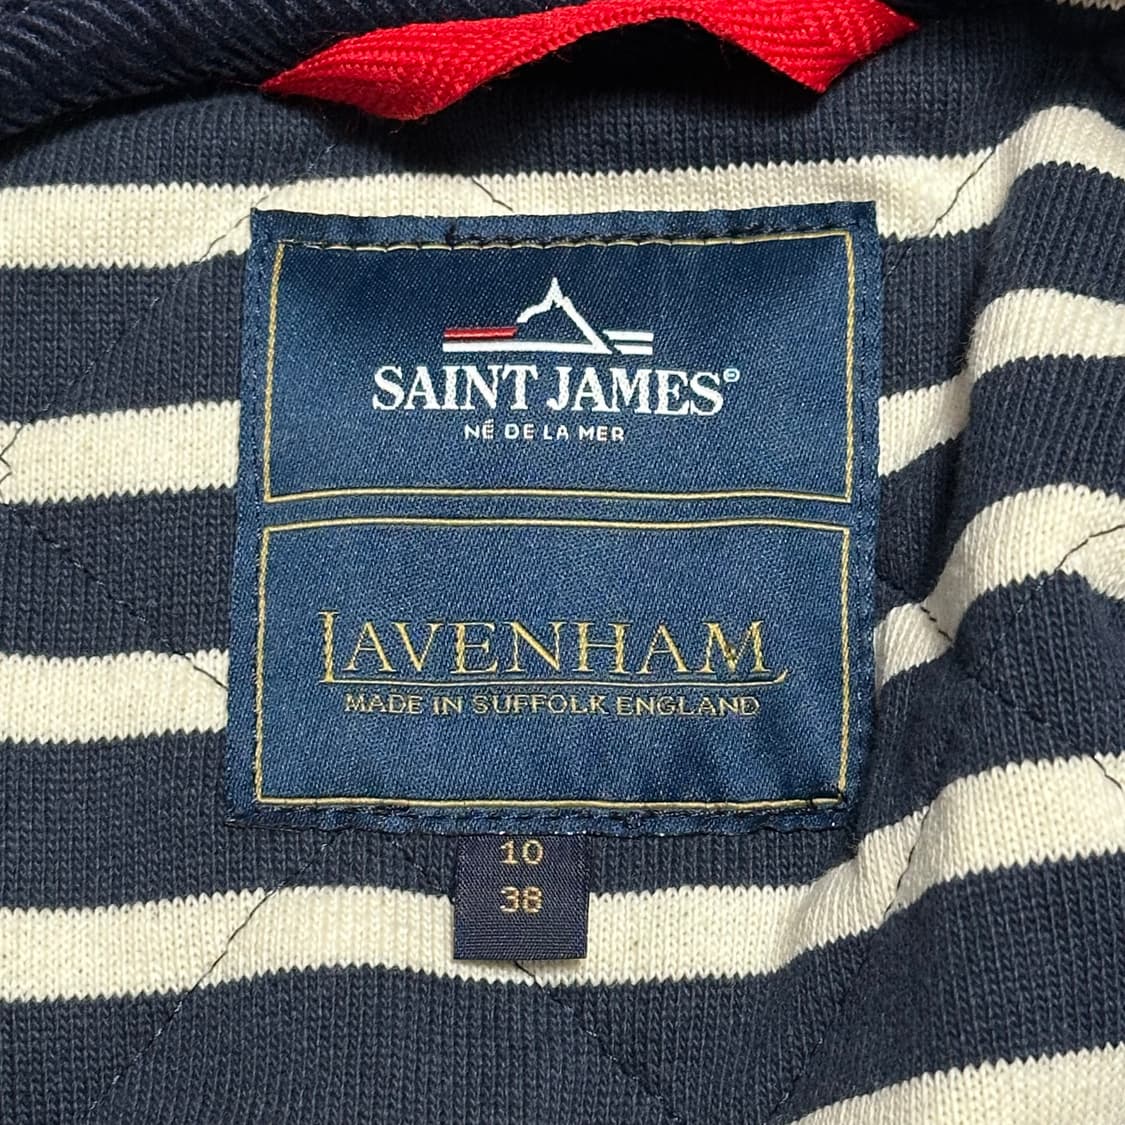 SAINT JAMES®
NÉ DE LA MER
LAVENHAM
MADE IN SUFFOLK ENGLAND
10
38